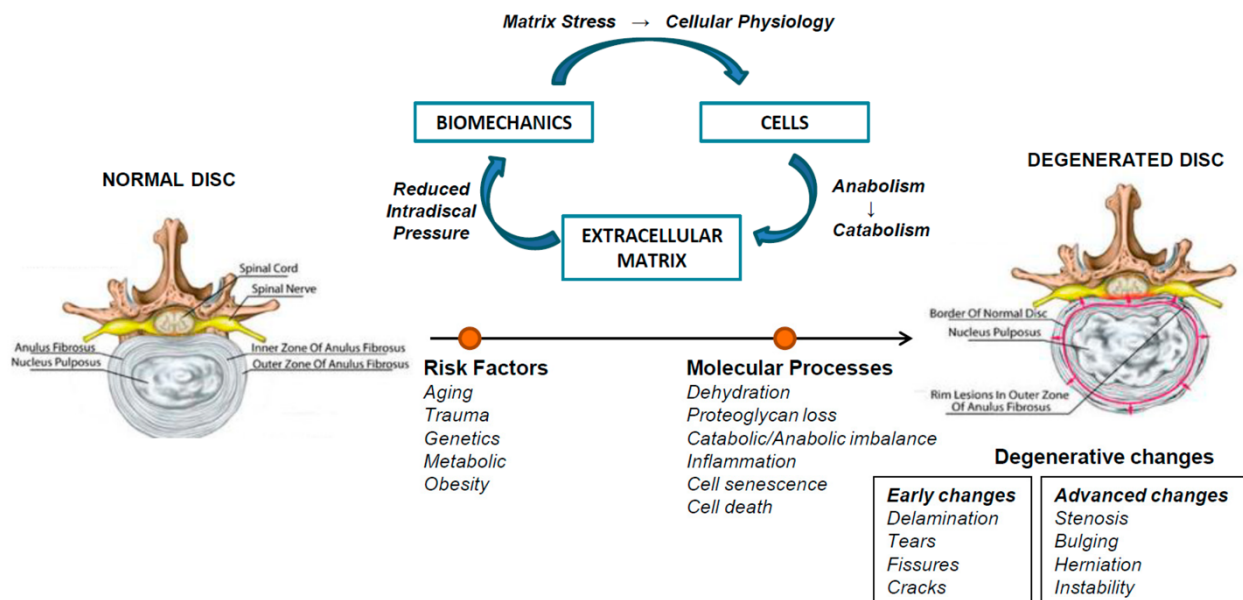 Matrix Stress → Cellular Physiology
BIOMECHANICS
CELLS
Reduced
Intradiscal
Pressure
Anabolism
↓
Catabolism
EXTRACELLULAR
MATRIX
NORMAL DISC
Spinal Cord
Spinal Nerve
Anulus Fibrosus
Nucleus Pulposus
Inner Zone Of Anulus Fibrosus
Outer Zone Of Anulus Fibrosus
Risk Factors
Aging
Trauma
Genetics
Metabolic
Obesity
Molecular Processes
Dehydration
Proteoglycan loss
Catabolic/Anabolic imbalance
Inflammation
Cell senescence
Cell death
DEGENERATED DISC
Border Of Normal Disc
Nucleus Pulposus
Rim Lesions In Outer Zone
Of Anulus Fibrosus
Degenerative changes
Early changes
Delamination
Tears
Fissures
Cracks
Advanced changes
Stenosis
Bulging
Herniation
Instability